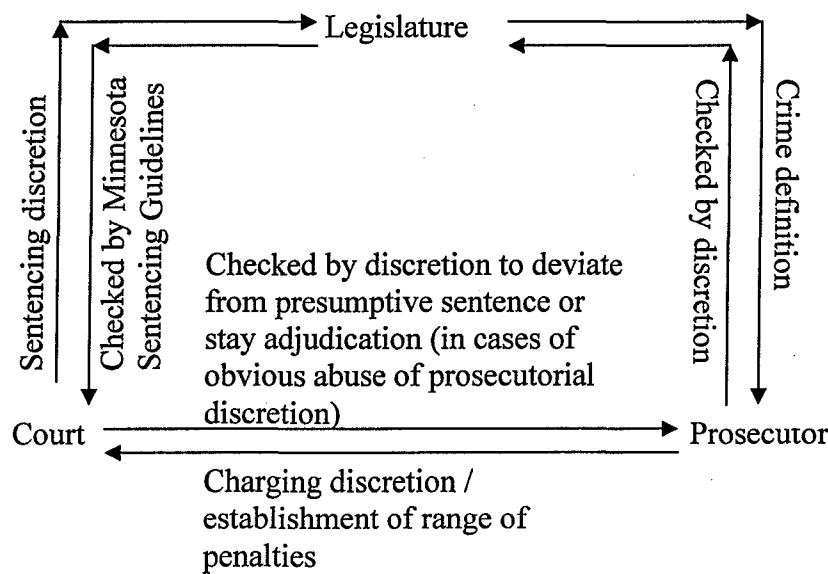 Legislature
Sentencing discretion
Checked by Minnesota
Sentencing Guidelines
Checked by discretion
Crime definition
Checked by discretion to deviate
from presumptive sentence or
stay adjudication (in cases of
obvious abuse of prosecutorial
discretion)
Court
Prosecutor
Charging discretion /
establishment of range of
penalties